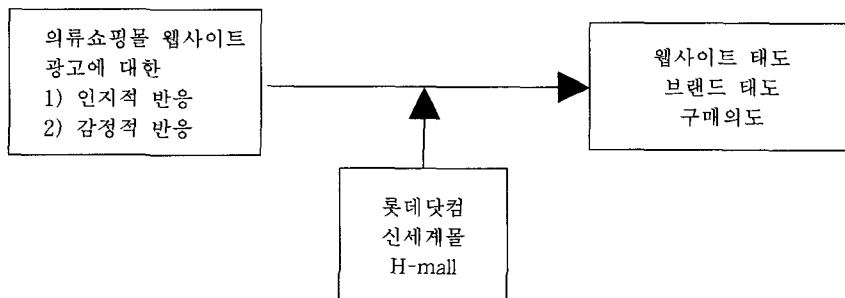 의류쇼핑몰 웹사이트
광고에 대한
1) 인지적 반응
2) 감정적 반응
웹사이트 태도
브랜드 태도
구매의도
롯데닷컴
신세계몰
H-mall